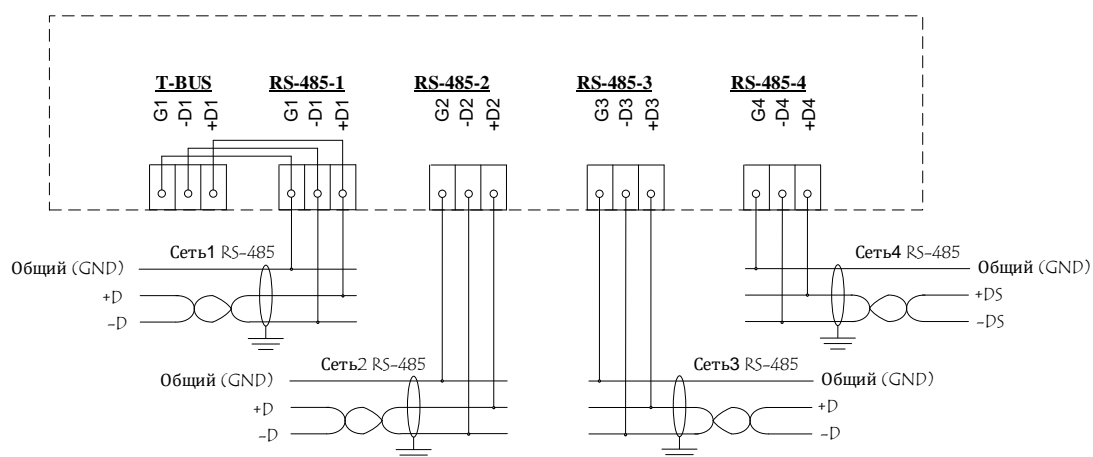 T-BUS RS-485-1 RS-485-2 RS-485-3 RS-485-4
G1 -D1 +D1 G1 -D1 +D1 G2 -D2 +D2 G3 -D3 +D3 G4 -D4 +D4
Сеть1 RS-485 Сеть4 RS-485
Общий (GND) Общий (GND)
+D +DS
-D -DS
Сеть2 RS-485 Сеть3 RS-485
Общий (GND) Общий (GND)
+D +D
-D -D